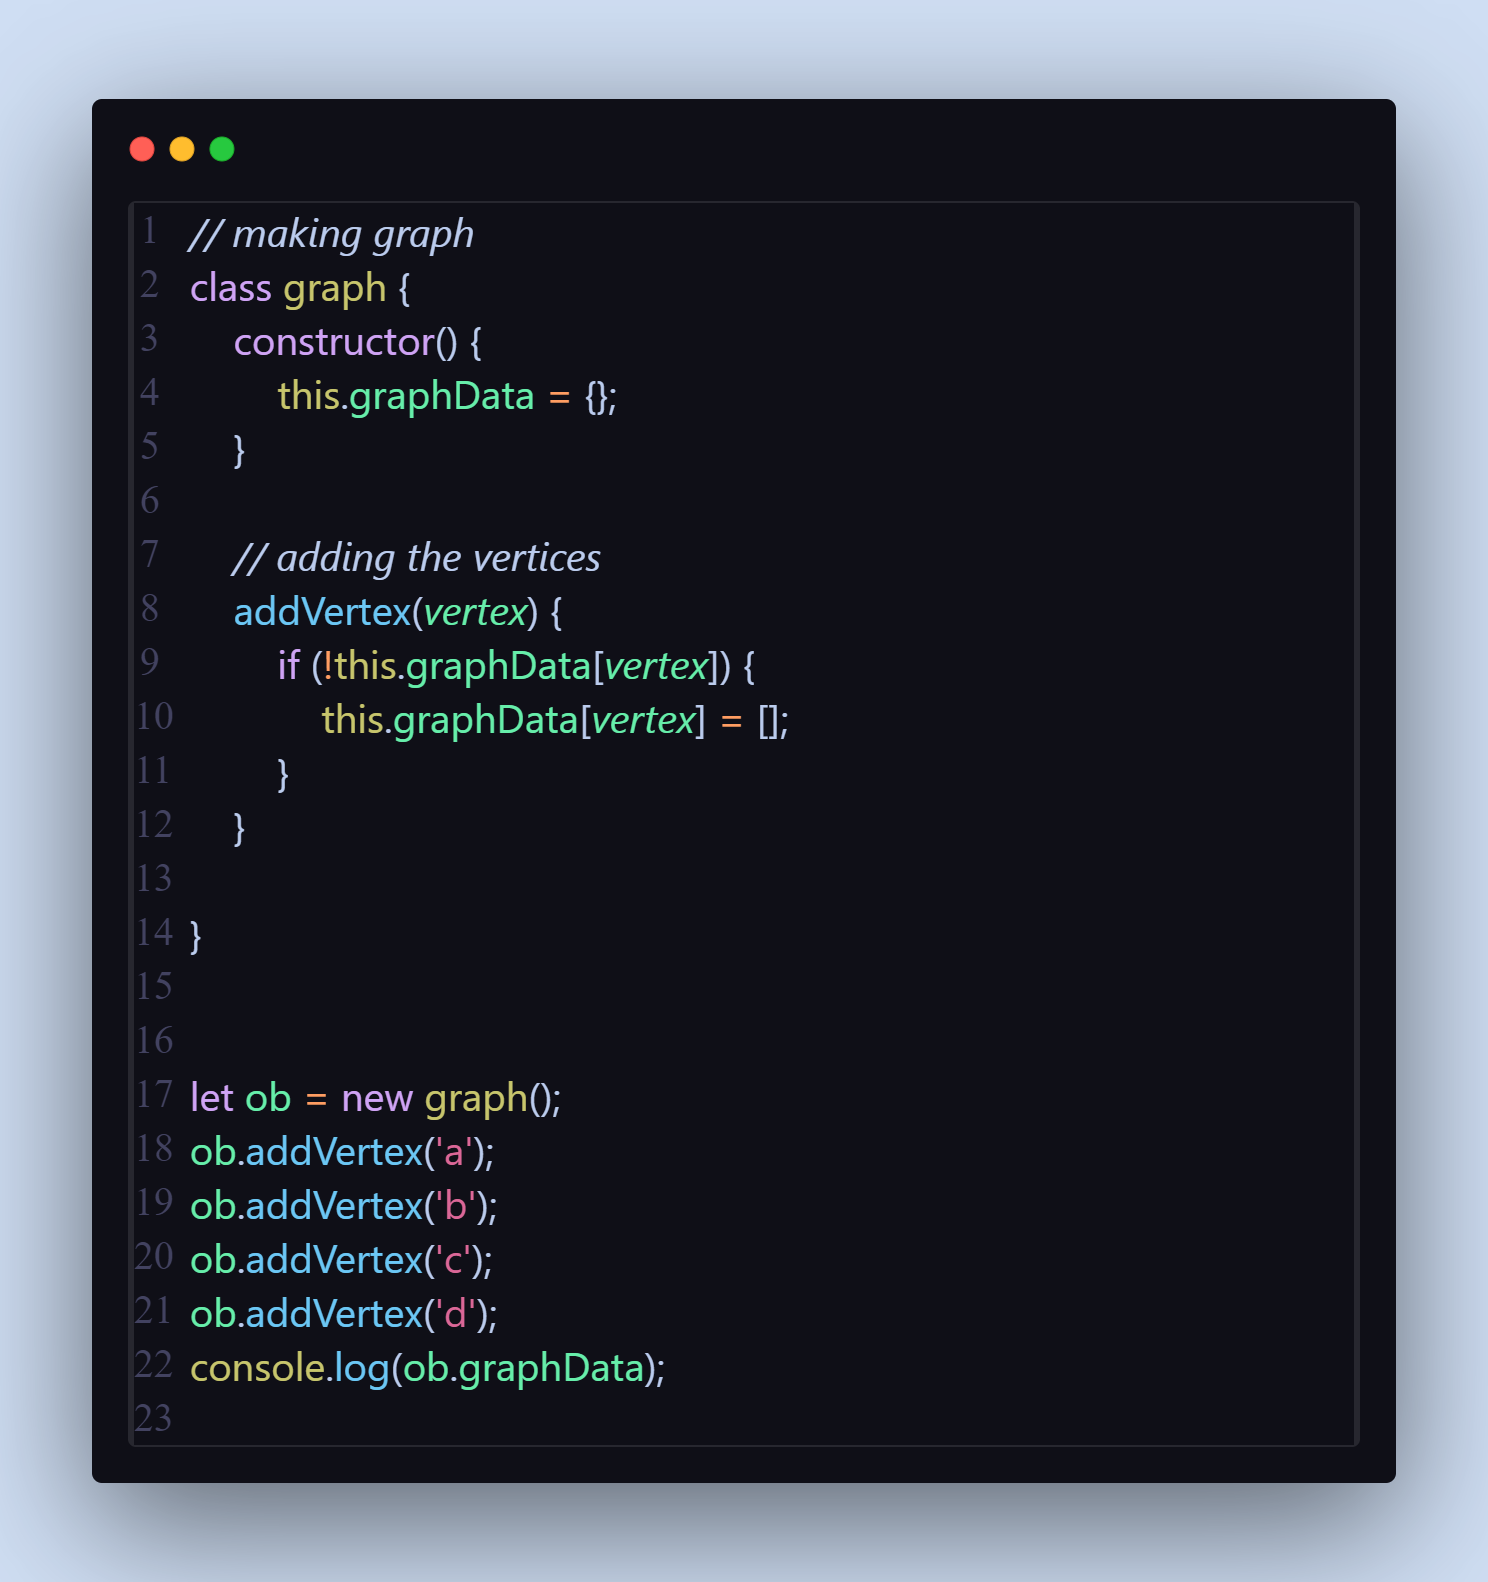 1 // making graph
2 class graph {
3     constructor() {
4         this.graphData = {};
5     }
6
7     // adding the vertices
8     addVertex(vertex) {
9         if (!this.graphData[vertex]) {
10             this.graphData[vertex] = [];
11         }
12     }
13
14 }
15
16
17 let ob = new graph();
18 ob.addVertex('a');
19 ob.addVertex('b');
20 ob.addVertex('c');
21 ob.addVertex('d');
22 console.log(ob.graphData);
23